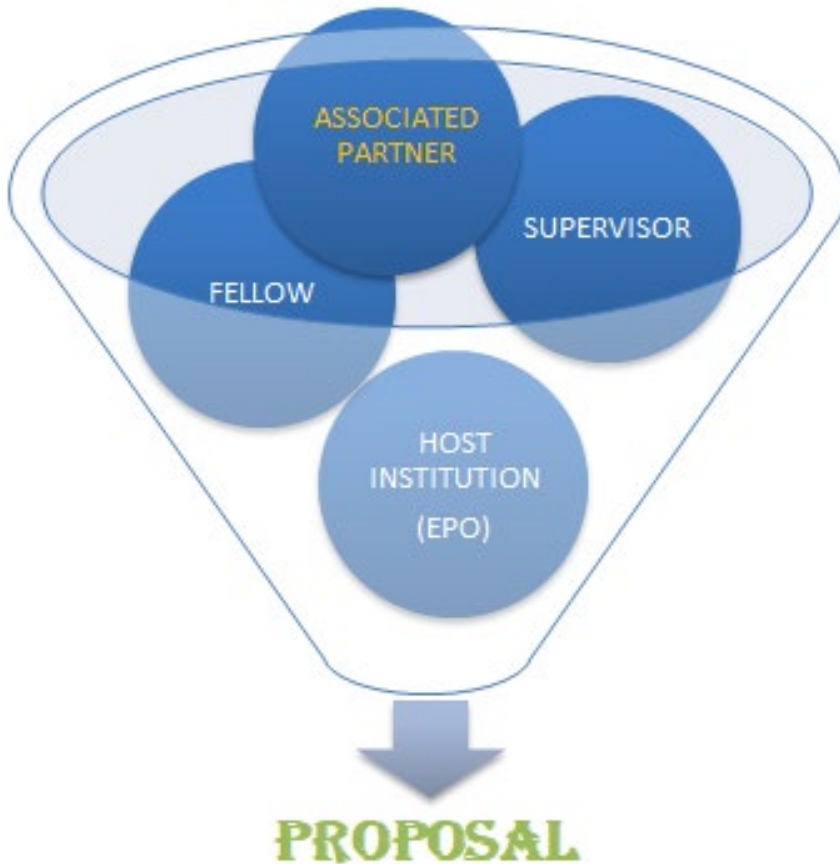 ASSOCIATED
PARTNER
SUPERVISOR
FELLOW
HOST
INSTITUTION
(EPO)
PROPOSAL